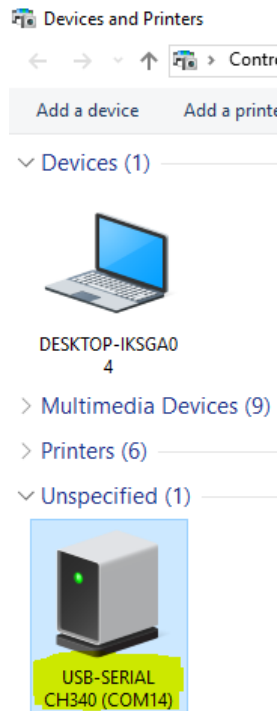 Devices and Printers
Contr
Add a device Add a printe
Devices (1)
DESKTOP-IKSGA0
4
Multimedia Devices (9)
Printers (6)
Unspecified (1)
USB-SERIAL
CH340 (COM14)